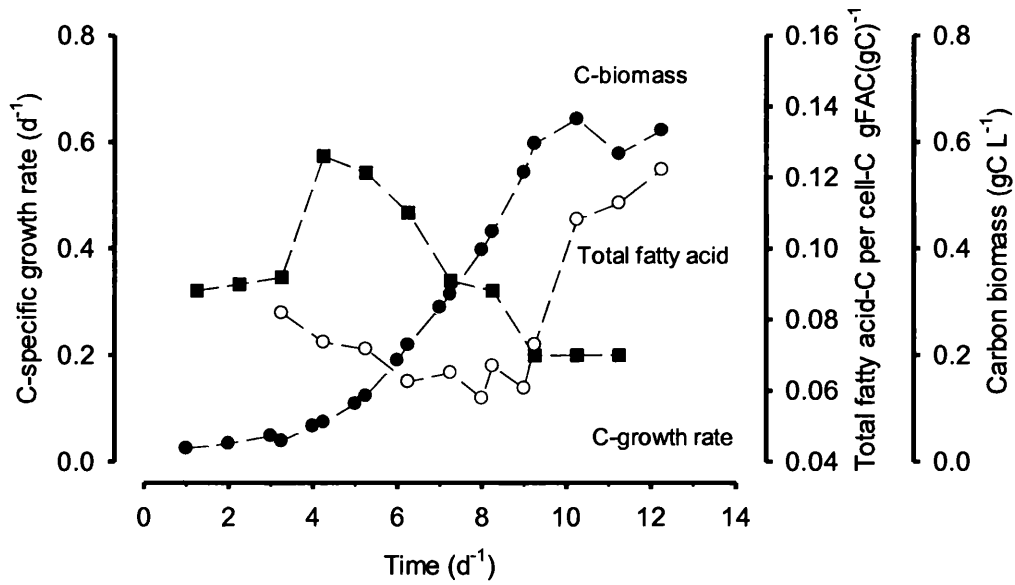 C-specific growth rate (d⁻¹)
0.8
0.6
0.4
0.2
0.0
C-biomass
Total fatty acid
C-growth rate
0.16
0.14
0.12
0.10
0.08
0.06
0.04
Total fatty acid-C per cell-C gFAC(gC)⁻¹
0.8
0.6
0.4
0.2
0.0
Carbon biomass (gC L⁻¹)
0 2 4 6 8 10 12 14
Time (d⁻¹)